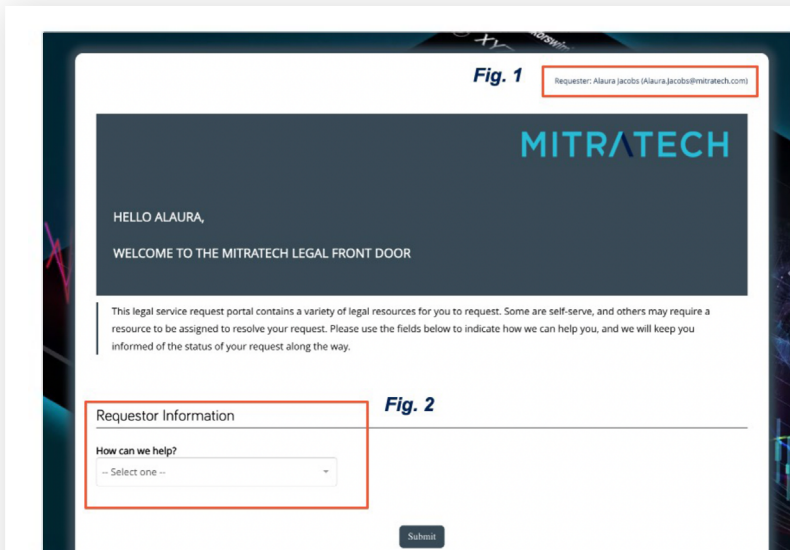 XY
Fig. 1
Requester: Alaura Jacobs (Alaura.Jacobs@mitratech.com)
MITRATECH
HELLO ALAURA,
WELCOME TO THE MITRATECH LEGAL FRONT DOOR
This legal service request portal contains a variety of legal resources for you to request. Some are self-serve, and others may require a
resource to be assigned to resolve your request. Please use the fields below to indicate how we can help you, and we will keep you
informed of the status of your request along the way.
Fig. 2
Requestor Information
How can we help?
-- Select one --
Submit